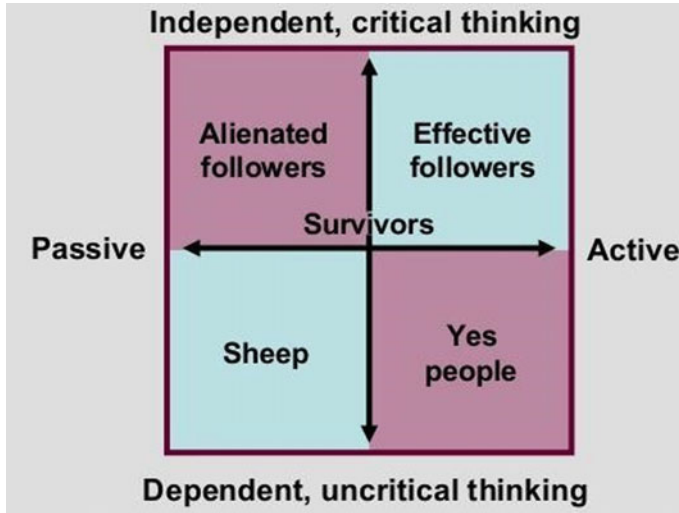 Independent, critical thinking
Alienated
followers
Effective
followers
Survivors
Passive
Active
Sheep
Yes
people
Dependent, uncritical thinking